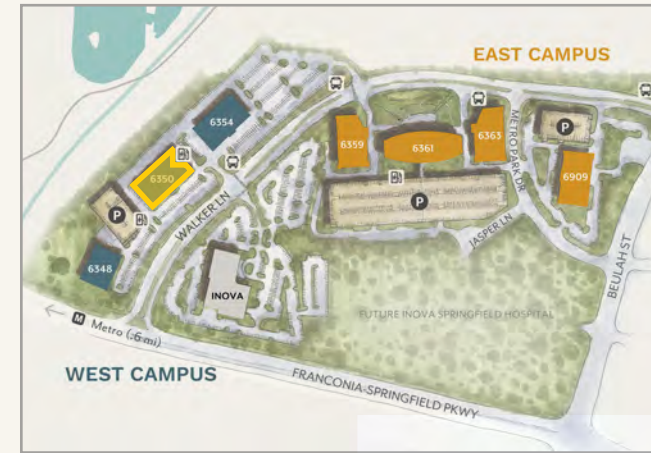 EAST CAMPUS
6354
6359
6361
6363
P
6350
6909
METRO PARK DR
WALKER LN
P
P
JASPER LN
BEULAH ST
6348
INOVA
FUTURE INOVA SPRINGFIELD HOSPITAL
M Metro (.6 mi)
WEST CAMPUS
FRANCONIA-SPRINGFIELD PKWY